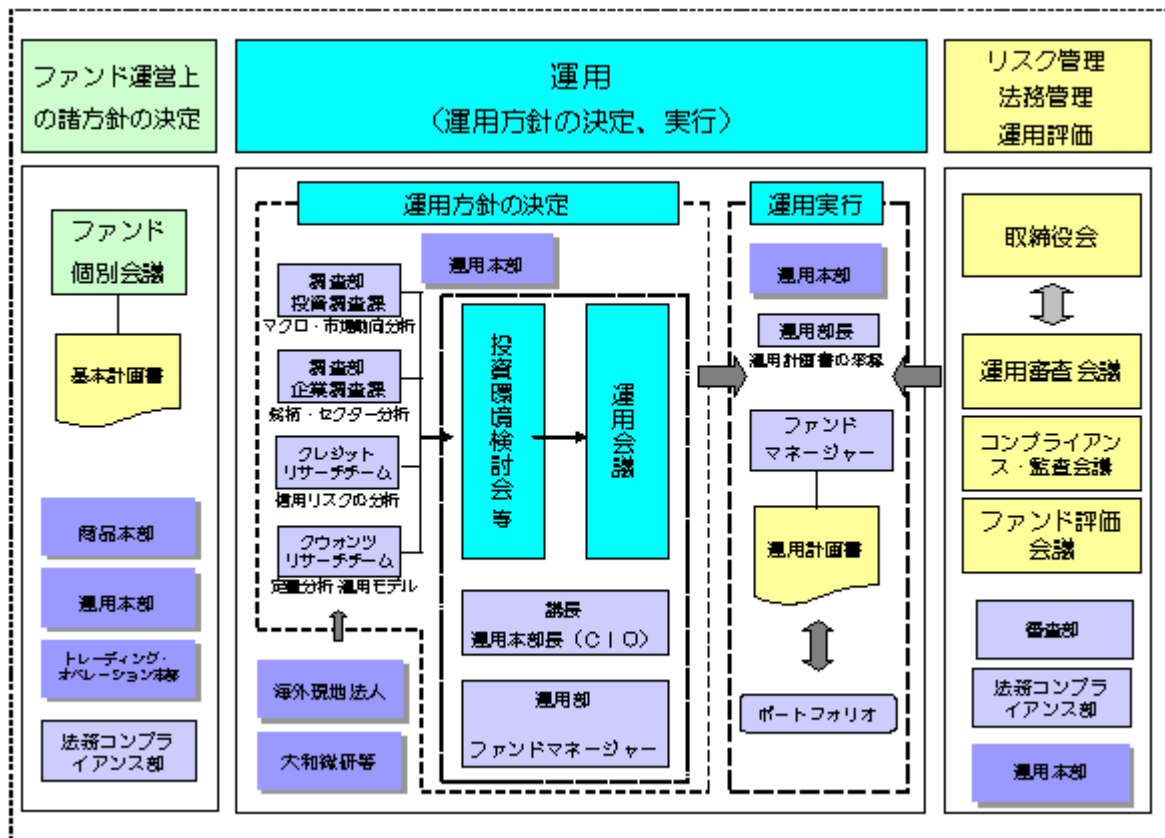 ファンド運営上
の諸方針の決定
運用
（運用方針の決定、実行）
リスク管理
法務管理
運用評価
ファンド
個別会議
基本計画書
商品本部
運用本部
トレーディング・
オペレーション本部
法務コンプラ
イアンス部
運用方針の決定
運用本部
調査部
投資調査課
マクロ・市場動向分析
調査部
企業調査課
銘柄・セクター分析
クレジット
リサーチチーム
信用リスクの分析
クウォンツ
リサーチチーム
定量分析・運用モデル
海外現地法人
大和総研等
投資環境検討会 等
運用会議
議長
運用本部長（ＣＩＯ）
運用部
ファンドマネージャー
運用実行
運用本部
運用部長
運用計画書の承認
ファンド
マネージャー
運用計画書
ポートフォリオ
取締役会
運用審査会議
コンプライアン
ス・監査会議
ファンド評価
会議
審査部
法務コンプラ
イアンス部
運用本部